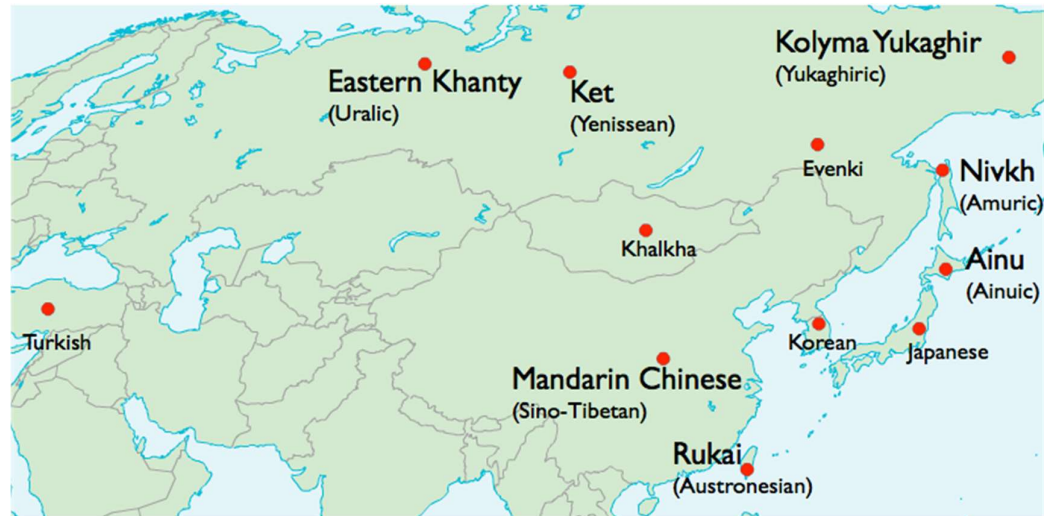 Kolyma Yukaghir
(Yukaghiric)
Eastern Khanty
(Uralic)
Ket
(Yenissean)
Evenki
Nivkh
(Amuric)
Khalkha
Ainu
(Ainuic)
Turkish
Korean
Japanese
Mandarin Chinese
(Sino-Tibetan)
Rukai
(Austronesian)